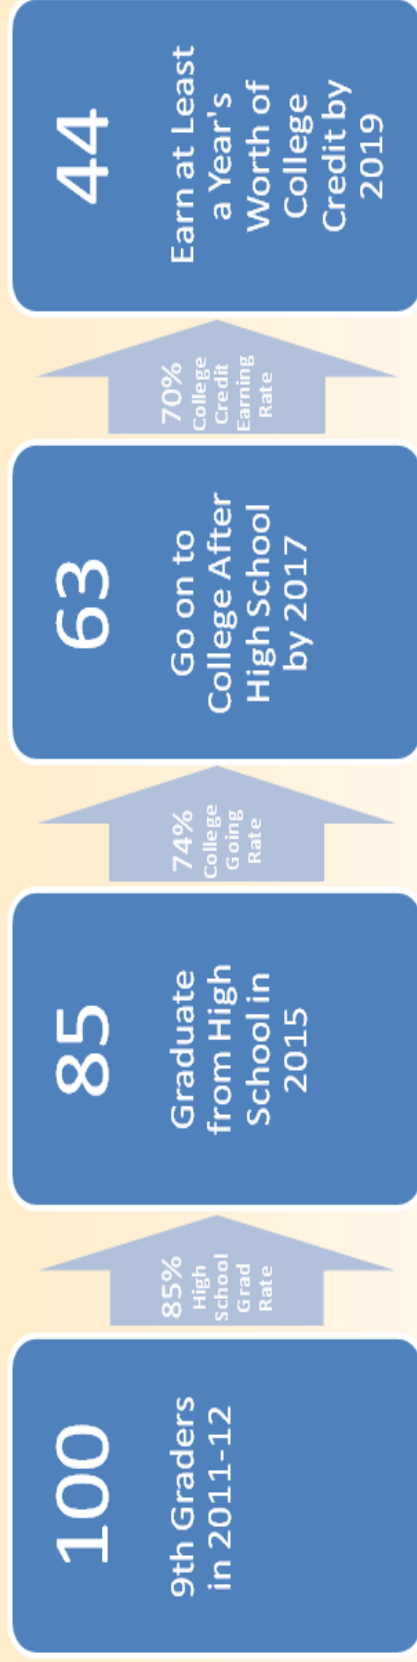 100
9th Graders
in 2011-12
85%
High
School
Grad
Rate
85
Graduate
from High
School in
2015
74%
College
Going
Rate
63
Go on to
College After
High School
by 2017
70%
College
Credit
Earning
Rate
44
Earn at Least
a Year's
Worth of
College
Credit by
2019